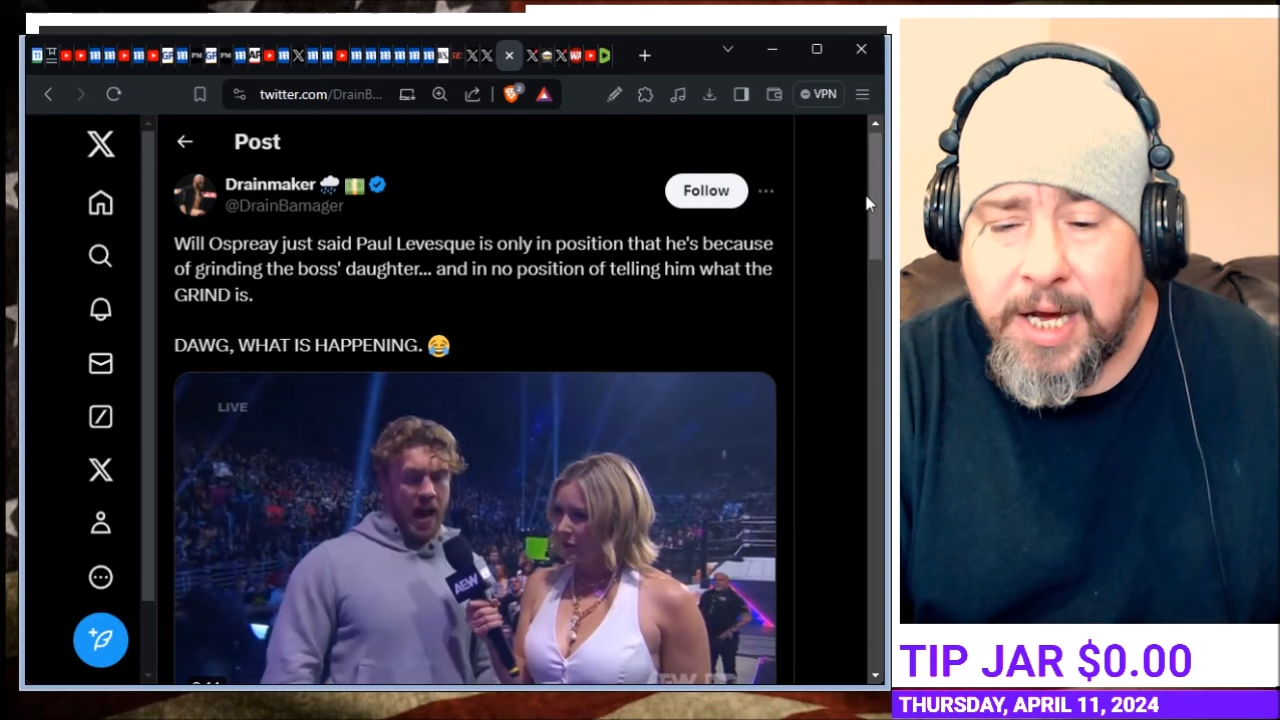 twitter.com/DrainB...
2
VPN
Post
Drainmaker
@DrainBamager
Follow
Will Ospreay just said Paul Levesque is only in position that he's because
of grinding the boss' daughter... and in no position of telling him what the
GRIND is.
DAWG, WHAT IS HAPPENING. 😂
LIVE
AEW
TIP JAR $0.00
THURSDAY, APRIL 11, 2024